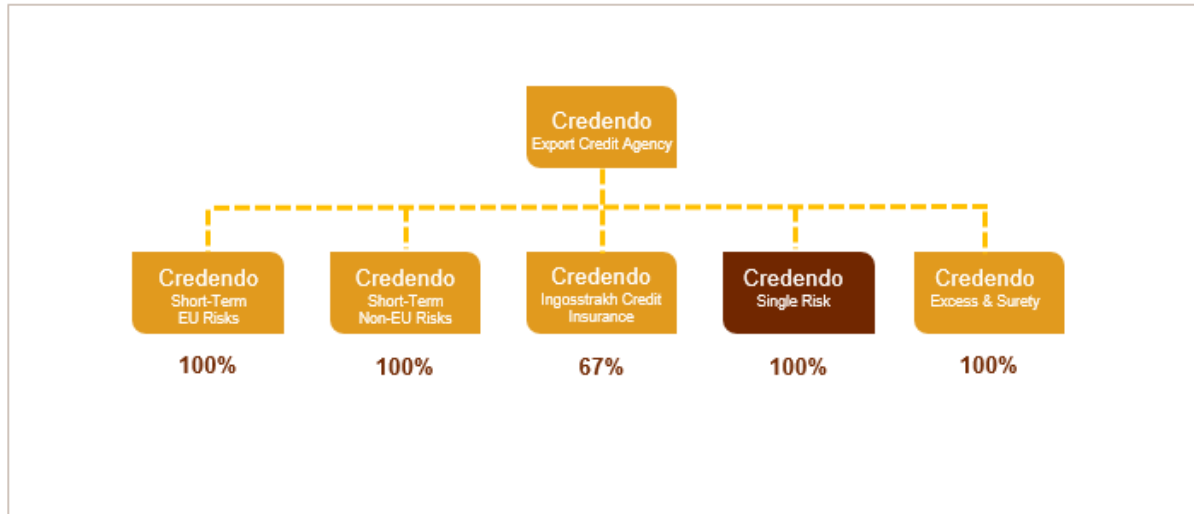 Credendo
Export Credit Agency
Credendo
Short-Term
EU Risks
Credendo
Short-Term
Non-EU Risks
Credendo
Ingosstrakh Credit
Insurance
Credendo
Single Risk
Credendo
Excess & Surety
100%
100%
67%
100%
100%